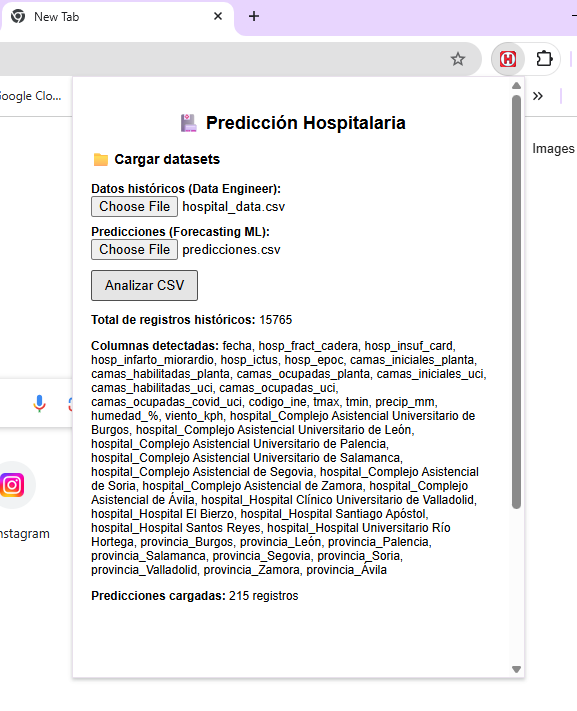 New Tab
Google Clo...
Images
Predicción Hospitalaria
Cargar datasets
Datos históricos (Data Engineer):
Choose File hospital_data.csv
Predicciones (Forecasting ML):
Choose File predicciones.csv
Analizar CSV
Total de registros históricos: 15765
Columnas detectadas: fecha, hosp_fract_cadera, hosp_insuf_card,
hosp_infarto_miorardio, hosp_ictus, hosp_epoc, camas_iniciales_planta,
camas_habilitadas_planta, camas_ocupadas_planta, camas_iniciales_uci,
camas_habilitadas_uci, camas_ocupadas_uci,
camas_ocupadas_covid_uci, codigo_ine, tmax, tmin, precip_mm,
humedad_%, viento_kph, hospital_Complejo Asistencial Universitario de
Burgos, hospital_Complejo Asistencial Universitario de León,
hospital_Complejo Asistencial Universitario de Palencia,
hospital_Complejo Asistencial Universitario de Salamanca,
hospital_Complejo Asistencial de Segovia, hospital_Complejo Asistencial
de Soria, hospital_Complejo Asistencial de Zamora, hospital_Complejo
Asistencial de Ávila, hospital_Hospital Clínico Universitario de Valladolid,
hospital_Hospital El Bierzo, hospital_Hospital Santiago Apóstol,
hospital_Hospital Santos Reyes, hospital_Hospital Universitario Río
Hortega, provincia_Burgos, provincia_León, provincia_Palencia,
provincia_Salamanca, provincia_Segovia, provincia_Soria,
provincia_Valladolid, provincia_Zamora, provincia_Ávila
nstagram
Predicciones cargadas: 215 registros